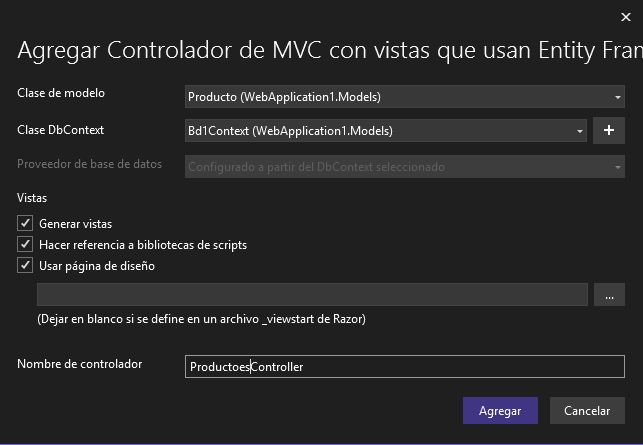 Agregar Controlador de MVC con vistas que usan Entity Fram
Clase de modelo
Producto (WebApplication1.Models)
Clase DbContext
Bd1Context (WebApplication1.Models)
+
Proveedor de base de datos
Configurado a partir del DbContext seleccionado
Vistas
Generar vistas
Hacer referencia a bibliotecas de scripts
Usar página de diseño
...
(Dejar en blanco si se define en un archivo _viewstart de Razor)
Nombre de controlador
ProductoesController
Agregar
Cancelar